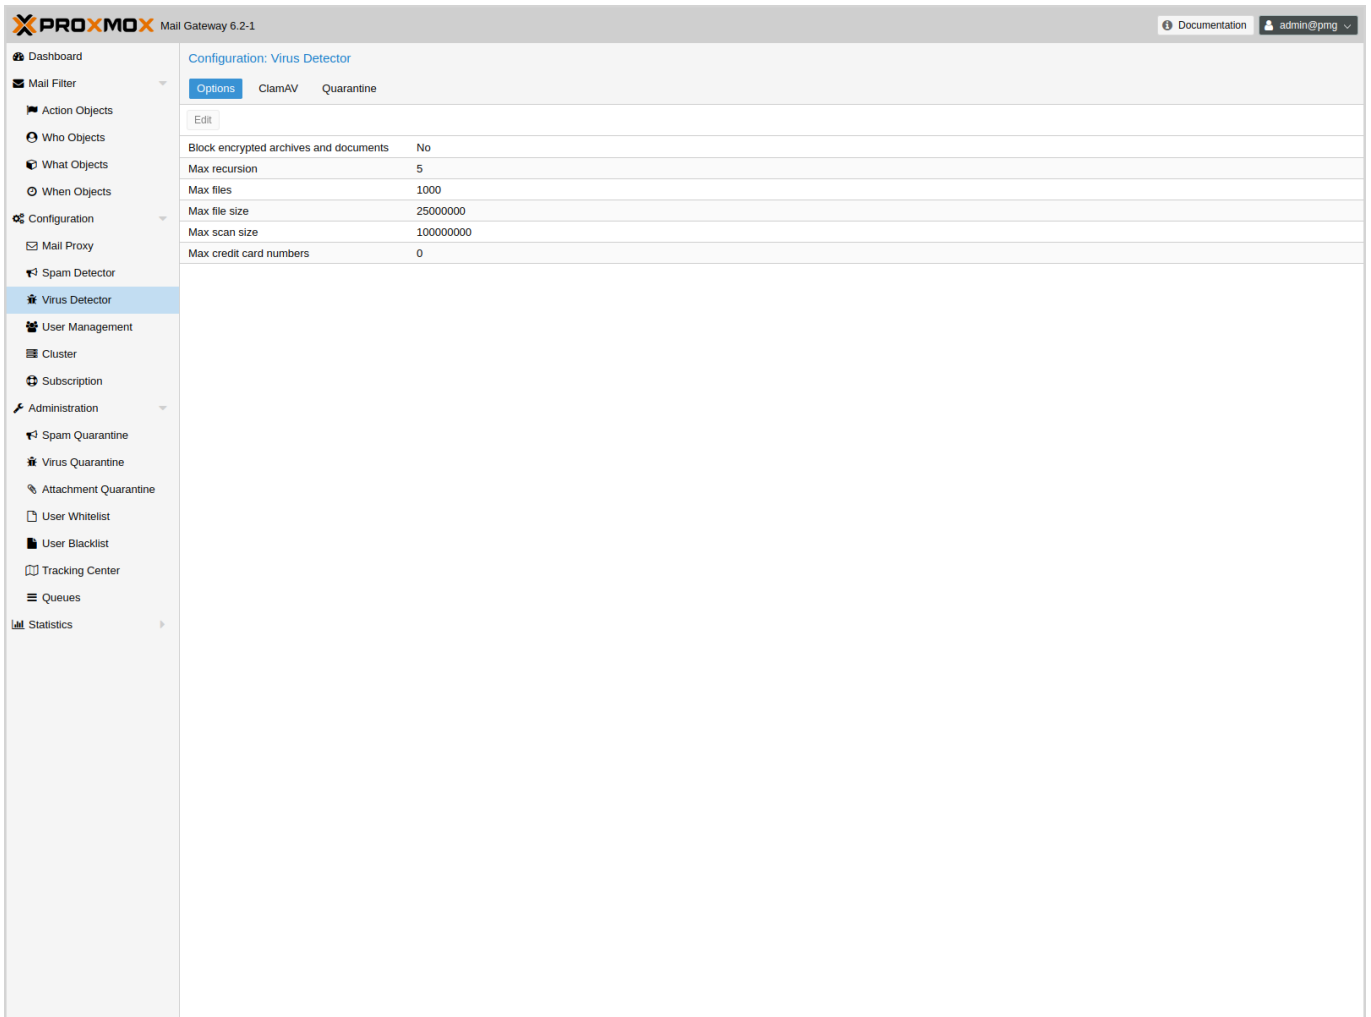 PROXMOX Mail Gateway 6.2-1
Documentation
admin@pmg
Dashboard
Mail Filter
Action Objects
Who Objects
What Objects
When Objects
Configuration
Mail Proxy
Spam Detector
Virus Detector
User Management
Cluster
Subscription
Administration
Spam Quarantine
Virus Quarantine
Attachment Quarantine
User Whitelist
User Blacklist
Tracking Center
Queues
Statistics
Configuration: Virus Detector
Options ClamAV Quarantine
Edit
Block encrypted archives and documents No
Max recursion 5
Max files 1000
Max file size 25000000
Max scan size 100000000
Max credit card numbers 0